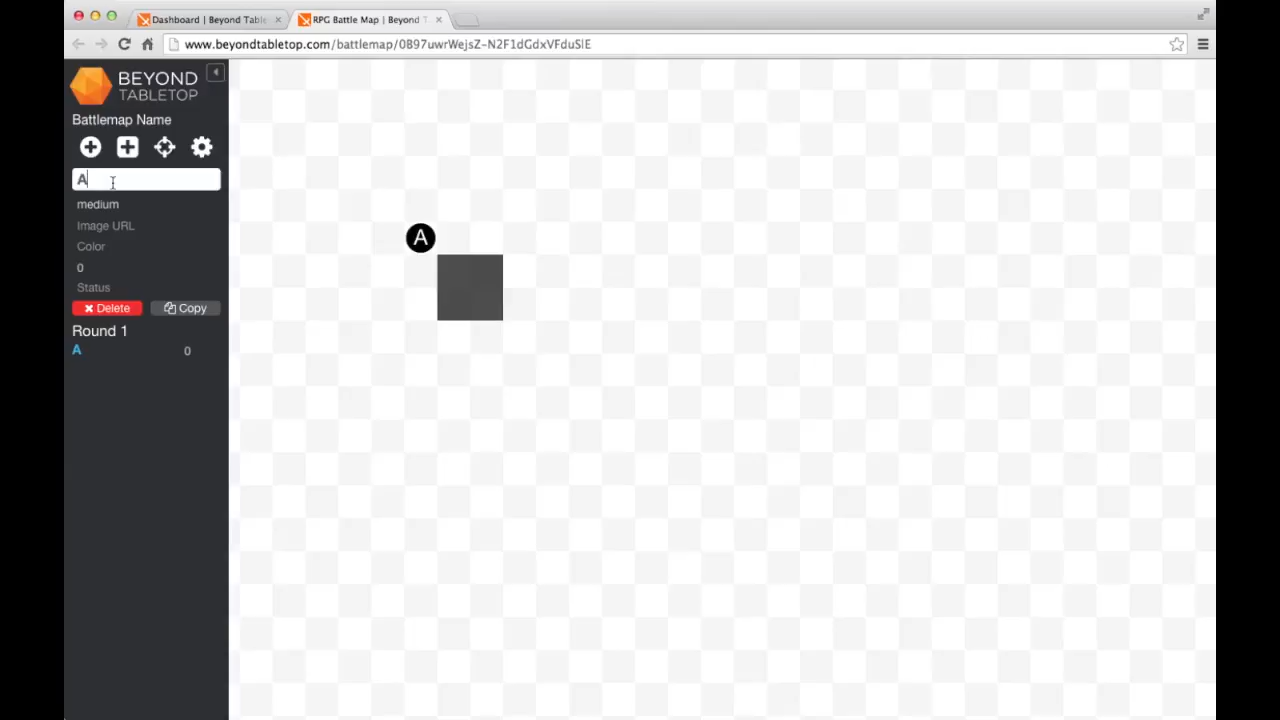 Dashboard | Beyond Table
RPG Battle Map | Beyond T
www.beyondtabletop.com/battlemap/0B97uwrWejsZ-N2F1dGdxVFduSlE
BEYOND
TABLETOP
Battlemap Name
A
medium
Image URL
Color
0
Status
Delete
Copy
Round 1
A 0
A